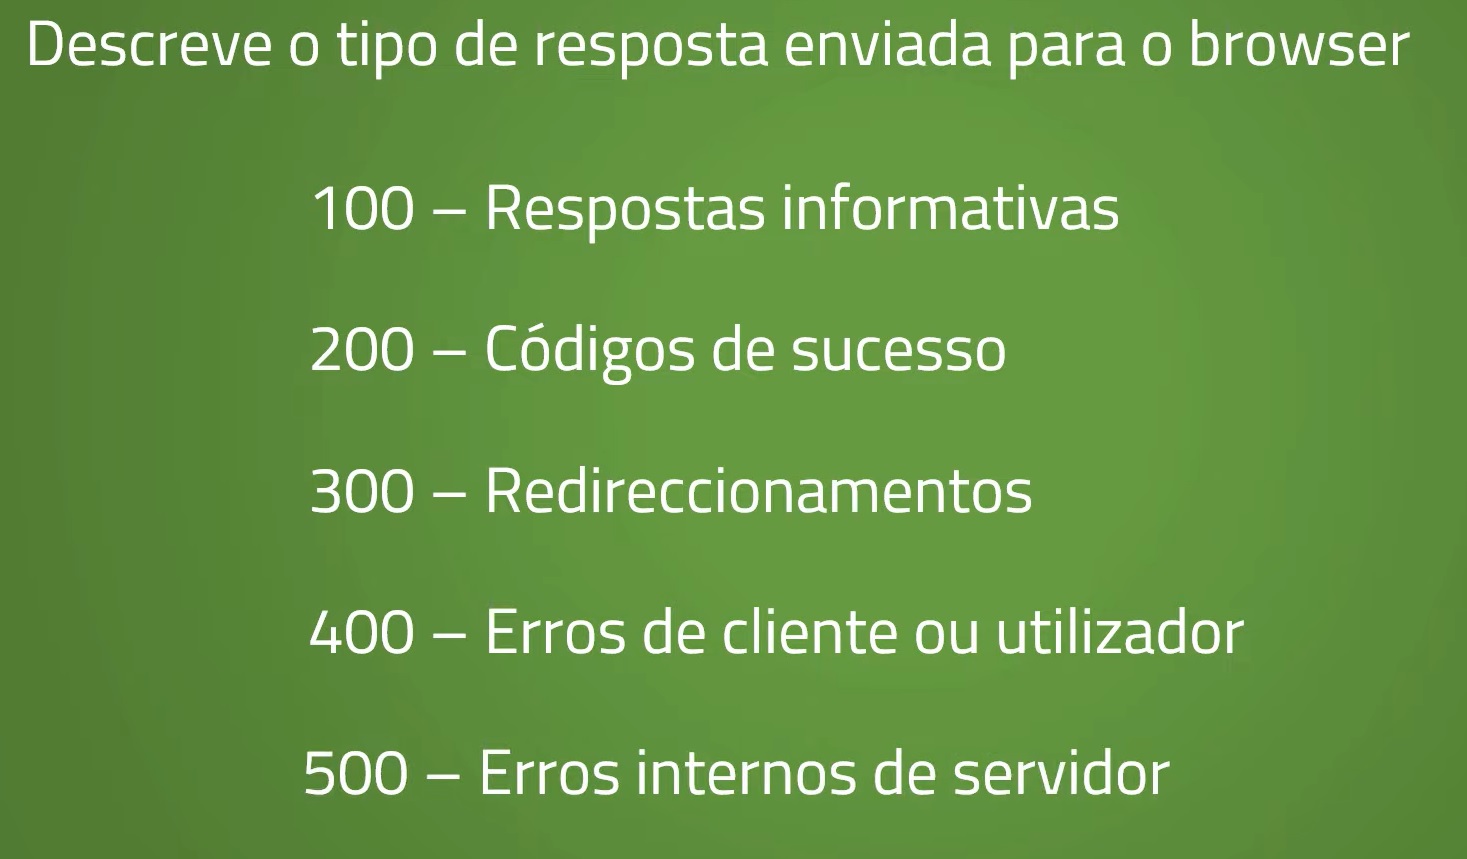 Descreve o tipo de resposta enviada para o browser
100 – Respostas informativas
200 – Códigos de sucesso
300 – Redireccionamentos
400 – Erros de cliente ou utilizador
500 – Erros internos de servidor